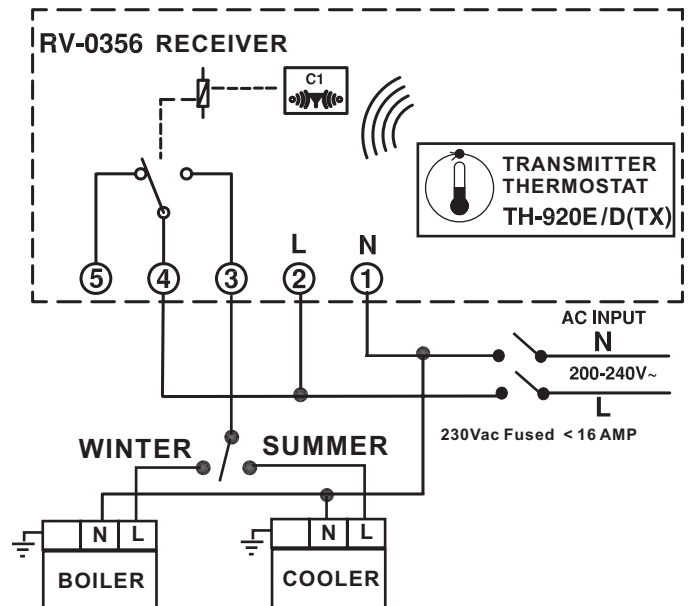 RV-0356 RECEIVER
C1
TRANSMITTER
THERMOSTAT
TH-920E/D(TX)
L N
5 4 3 2 1
AC INPUT
N
200-240V~
L
230Vac Fused < 16 AMP
WINTER SUMMER
N L
N L
BOILER
COOLER